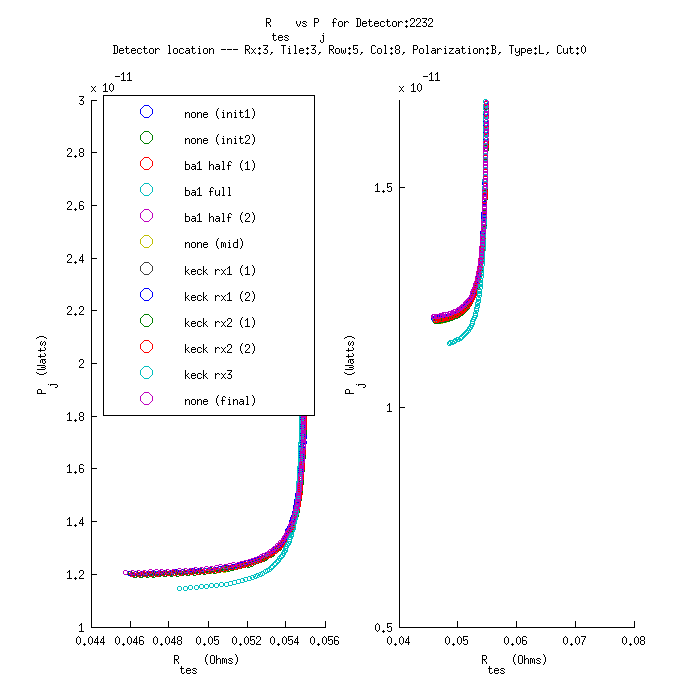 R tes vs P j for Detector:2232
Detector location --- Rx:3, Tile:3, Row:5, Col:8, Polarization:B, Type:L, Cut:0
x 10 -11
3
2.8
2.6
2.4
2.2
2
1.8
1.6
1.4
1.2
1
0.044 0.046 0.048 0.05 0.052 0.054 0.056
P j (Watts)
R tes (Ohms)
none (init1)
none (init2)
ba1 half (1)
ba1 full
ba1 half (2)
none (mid)
keck rx1 (1)
keck rx1 (2)
keck rx2 (1)
keck rx2 (2)
keck rx3
none (final)
x 10 -11
1.5
1
0.5
0.04 0.05 0.06 0.07 0.08
P j (Watts)
R tes (Ohms)